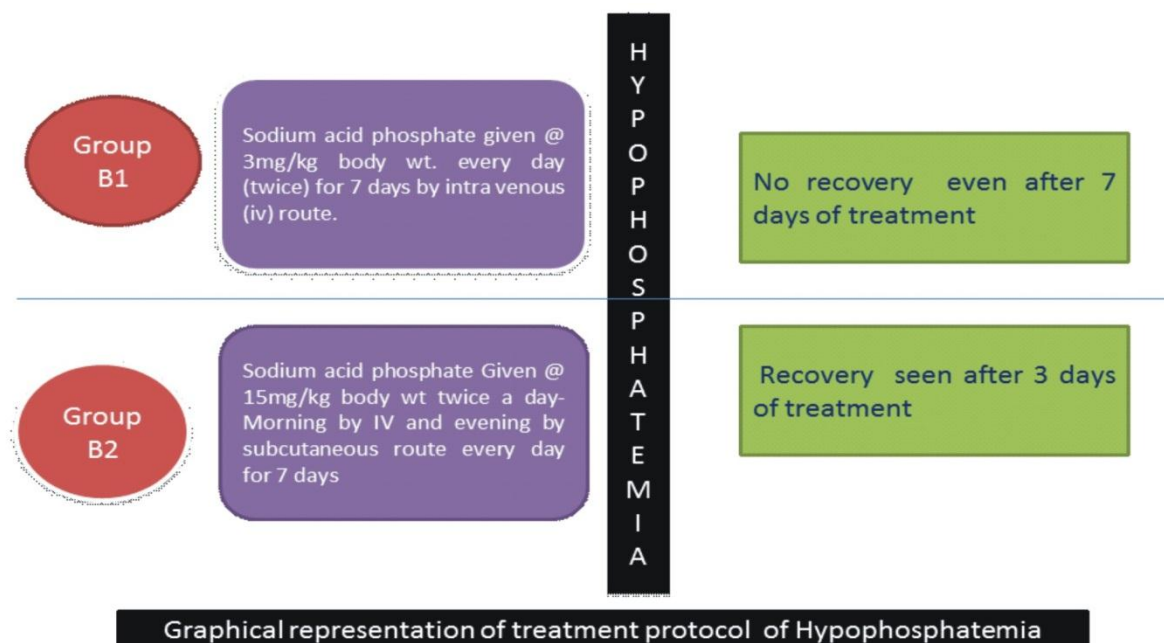 Group
B1
Sodium acid phosphate given @
3mg/kg body wt. every day
(twice) for 7 days by intra venous
(iv) route.
HYPOPHOSPHATEMIA
No recovery even after 7
days of treatment
Group
B2
Sodium acid phosphate Given @
15mg/kg body wt twice a day-
Morning by IV and evening by
subcutaneous route every day
for 7 days
Recovery seen after 3 days
of treatment
Graphical representation of treatment protocol of Hypophosphatemia